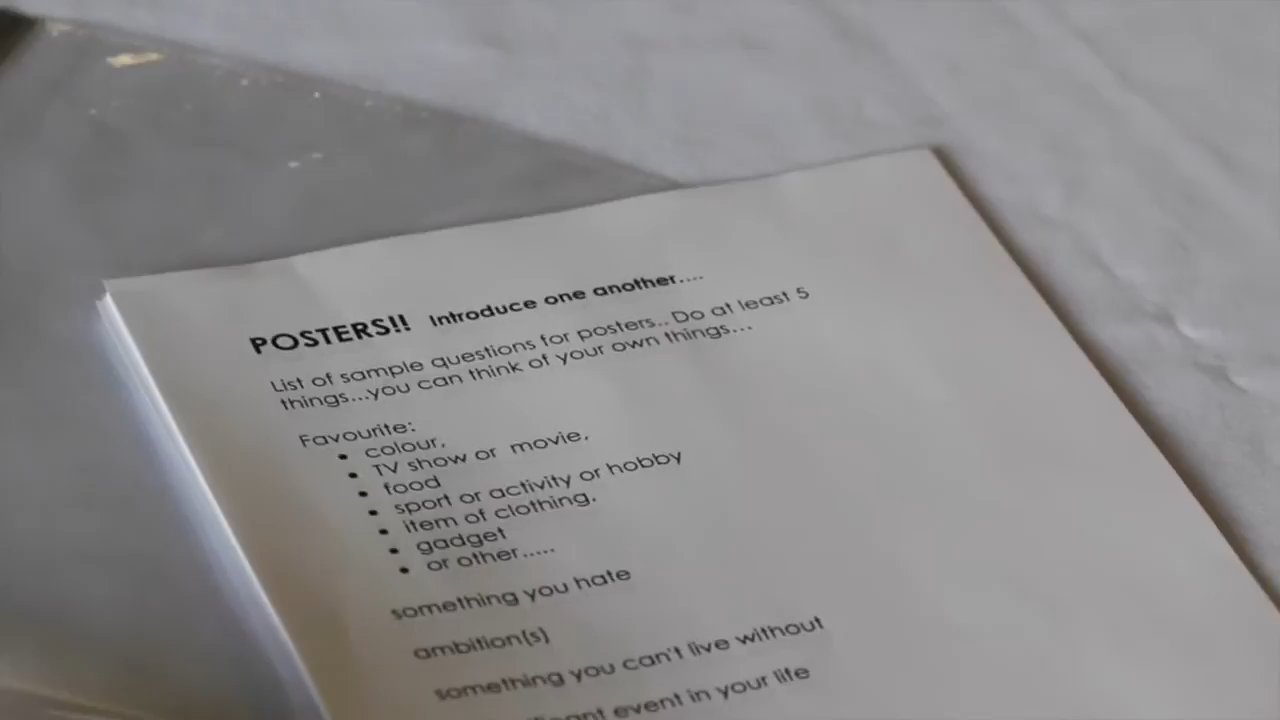 POSTERS!! Introduce one another....
List of sample questions for posters.. Do at least 5
things...you can think of your own things...
Favourite:
• colour,
• TV show or movie,
• food
• sport or activity or hobby
• item of clothing,
• gadget
• or other.....
something you hate
ambition(s)
something you can't live without
event in your life